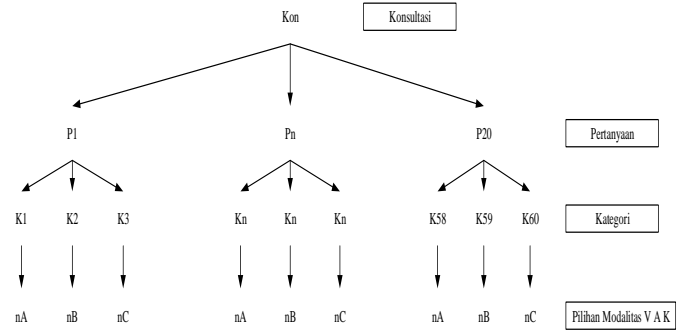 Kon Konsultasi
P1 Pn P20 Pertanyaan
K1 K2 K3 Kn Kn Kn K58 K59 K60 Kategori
nA nB nC nA nB nC nA nB nC Pilihan Modalitas V A K